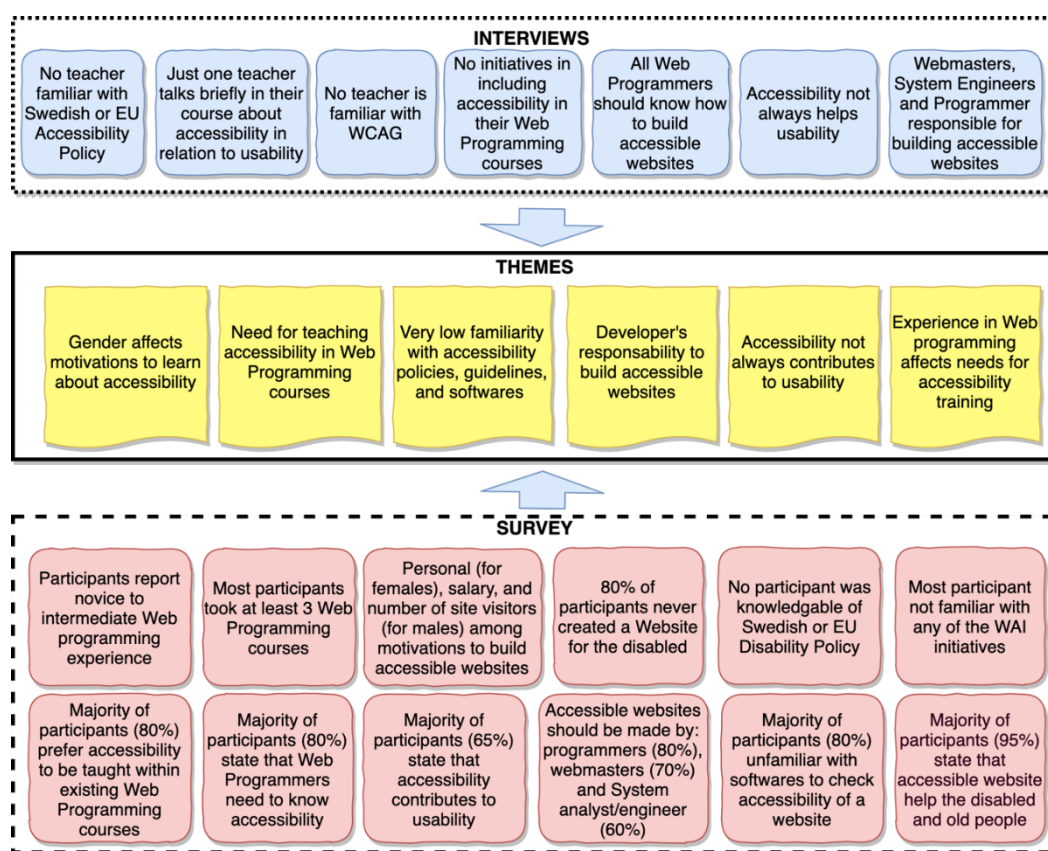 INTERVIEWS
No teacher
familiar with
Swedish or EU
Accessibility
Policy
Just one teacher
talks briefly in their
course about
accessibility in
relation to usability
No teacher is
familiar with
WCAG
No initiatives in
including
accessibility in
their Web
Programming
courses
All Web
Programmers
should know how
to build
accessible
websites
Accessibility not
always helps
usability
Webmasters,
System Engineers
and Programmer
responsible for
building accessible
websites
THEMES
Gender affects
motivations to learn
about accessibility
Need for teaching
accessibility in Web
Programming
courses
Very low familiarity
with accessibility
policies, guidelines,
and softwares
Developer's
responsability to
build accessible
websites
Accessibility not
always contributes
to usability
Experience in Web
programming
affects needs for
accessibility
training
SURVEY
Participants report
novice to
intermediate Web
programming
experience
Most participants
took at least 3 Web
Programming
courses
Personal (for
females), salary, and
number of site visitors
(for males) among
motivations to build
accessible websites
80% of
participants never
created a Website
for the disabled
No participant was
knowledgable of
Swedish or EU
Disability Policy
Most participant
not familiar with
any of the WAI
initiatives
Majority of
participants (80%)
prefer accessibility
to be taught within
existing Web
Programming
courses
Majority of
participants (80%)
state that Web
Programmers
need to know
accessibility
Majority of
participants (65%)
state that
accessibility
contributes to
usability
Accessible websites
should be made by:
programmers (80%),
webmasters (70%)
and System
analyst/engineer
(60%)
Majority of
participants (80%)
unfamiliar with
softwares to check
accessibility of a
website
Majority of
participants (95%)
state that
accessible website
help the disabled
and old people